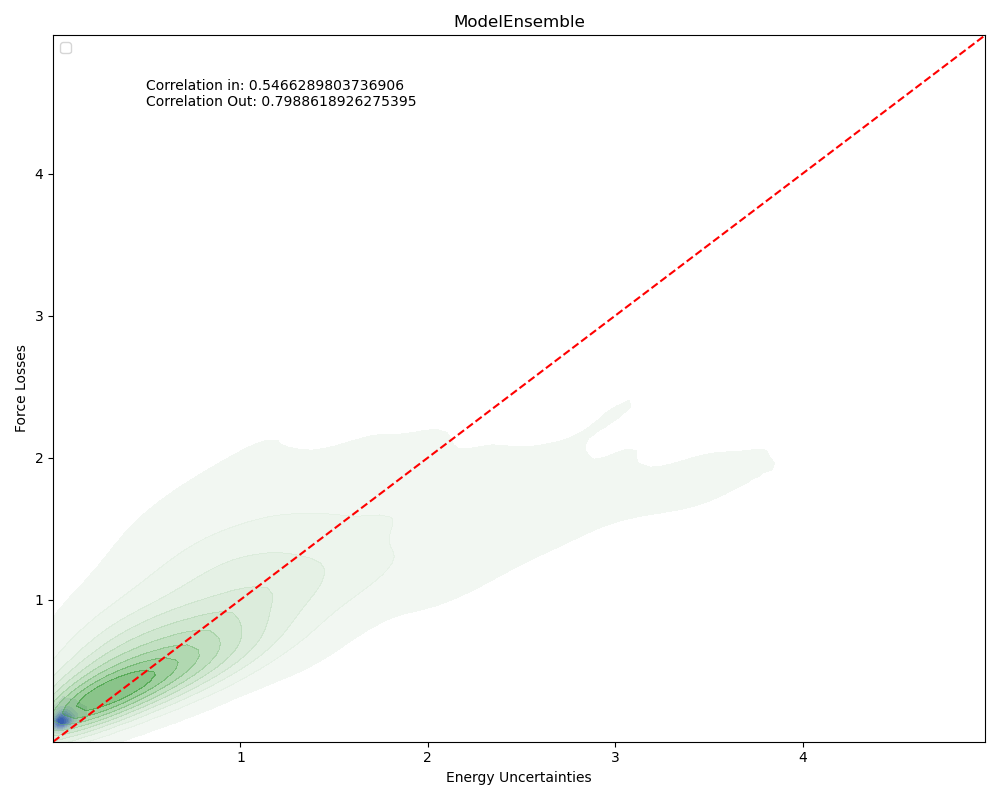 ModelEnsemble
Correlation in: 0.5466289803736906
Correlation Out: 0.7988618926275395
4
3
2
1
Force Losses
1
2
3
4
Energy Uncertainties